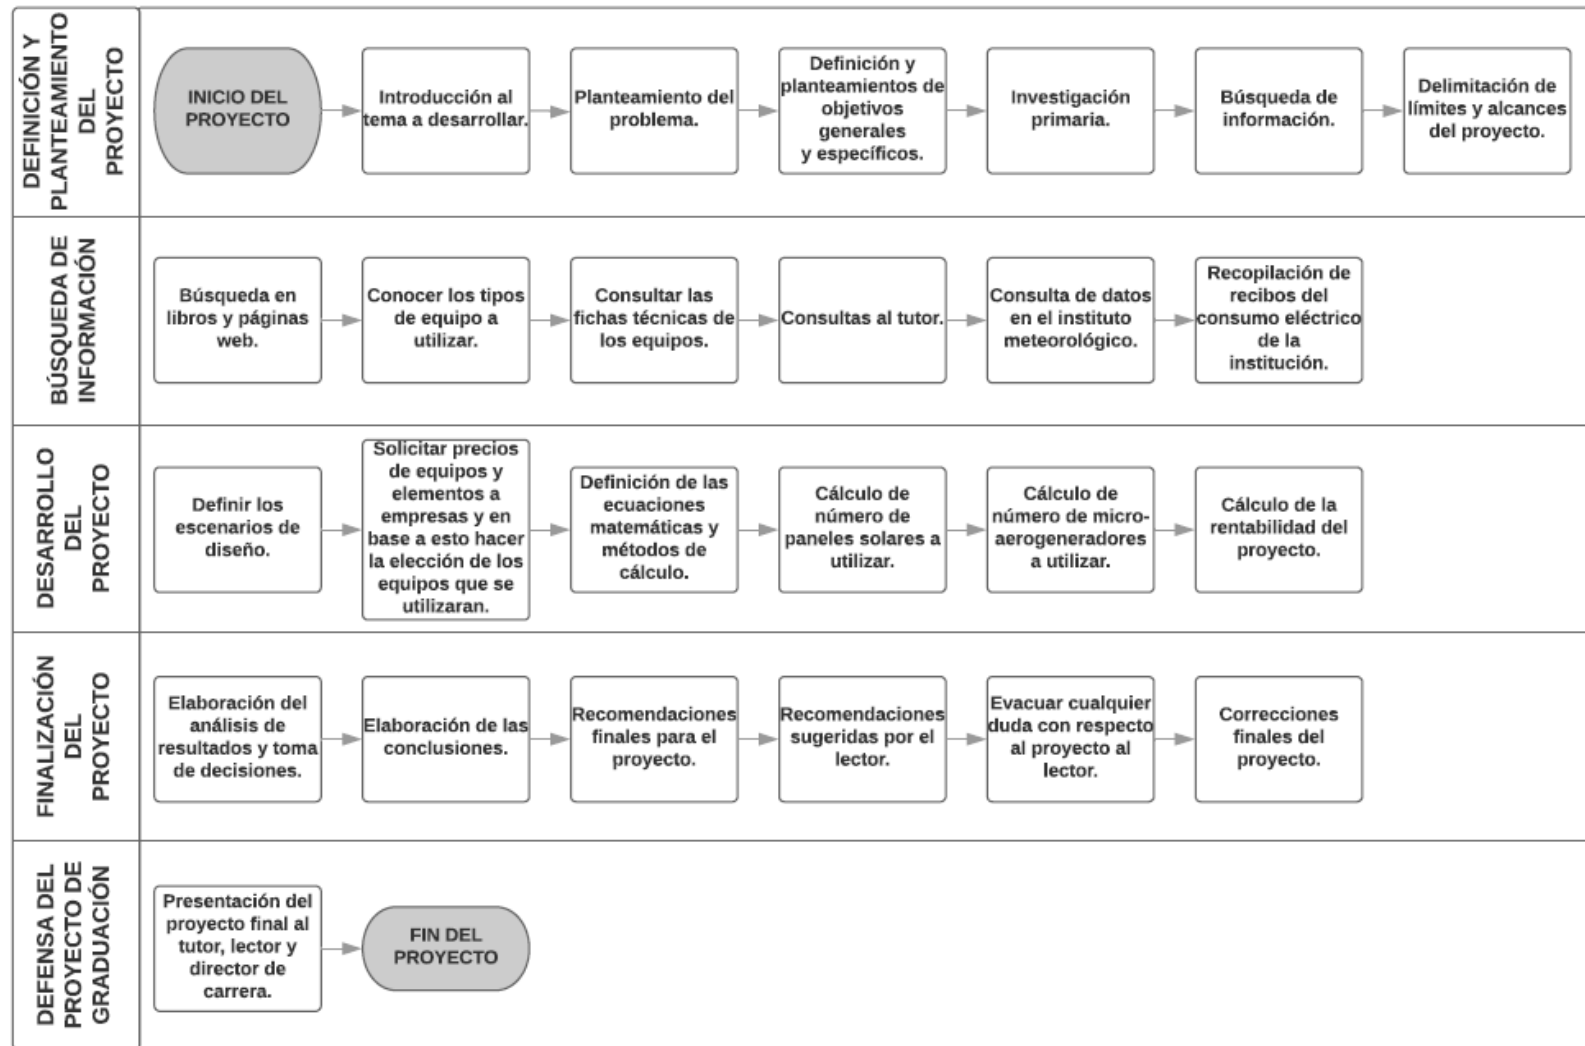 DEFINICIÓN Y
PLANTEAMIENTO
DEL
PROYECTO
INICIO DEL
PROYECTO
Introducción al
tema a desarrollar.
Planteamiento del
problema.
Definición y
planteamientos de
objetivos
generales
y específicos.
Investigación
primaria.
Búsqueda de
información.
Delimitación de
límites y alcances
del proyecto.
BÚSQUEDA DE
INFORMACIÓN
Búsqueda en
libros y páginas
web.
Conocer los tipos
de equipo a
utilizar.
Consultar las
fichas técnicas de
los equipos.
Consultas al tutor.
Consulta de datos
en el instituto
meteorológico.
Recopilación de
recibos del
consumo eléctrico
de la
institución.
DESARROLLO
DEL
PROYECTO
Definir los
escenarios de
diseño.
Solicitar precios
de equipos y
elementos a
empresas y en
base a esto hacer
la elección de los
equipos que se
utilizaran.
Definición de las
ecuaciones
matemáticas y
métodos de
cálculo.
Cálculo de
número de
paneles solares a
utilizar.
Cálculo de
número de micro-
aerogeneradores
a utilizar.
Cálculo de la
rentabilidad del
proyecto.
FINALIZACIÓN
DEL
PROYECTO
Elaboración del
análisis de
resultados y toma
de decisiones.
Elaboración de las
conclusiones.
Recomendaciones
finales para el
proyecto.
Recomendaciones
sugeridas por el
lector.
Evacuar cualquier
duda con respecto
al proyecto al
lector.
Correcciones
finales del
proyecto.
DEFENSA DEL
PROYECTO DE
GRADUACIÓN
Presentación del
proyecto final al
tutor, lector y
director de
carrera.
FIN DEL
PROYECTO